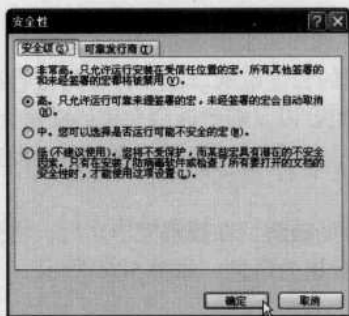 安全性
安全级(S) 可靠发行商(T)
非常高。只允许运行安装在受信任位置的宏。所有其他签署的
和未经签署的宏都将被禁用(V)。
高。只允许运行可靠来源签署的宏，未经签署的宏会自动取消
(H)。
中。您可以选择是否运行可能不安全的宏(M)。
低(不建议使用)。您将不受保护，而某些宏具有潜在的不安全
因素。只有在安装了防病毒软件或检查了所有要打开的文档的
安全性时，才能使用这项设置(L)。
确定 取消